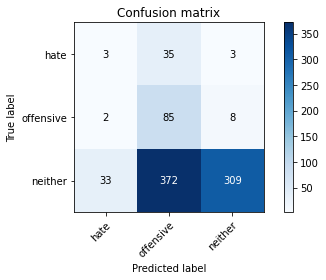 Confusion matrix
True label
hate
offensive
neither
3 35 3
2 85 8
33 372 309
hate
offensive
neither
Predicted label
350
300
250
200
150
100
50